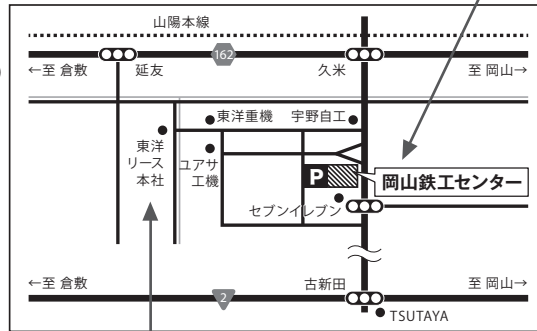 山陽本線
162
←至 倉敷
延友
久米
至 岡山→
東洋重機
宇野自工
東洋
リース
本社
ユアサ
工機
P
岡山鉄工センター
セブンイレブン
←至 倉敷
古新田
至 岡山→
2
TSUTAYA